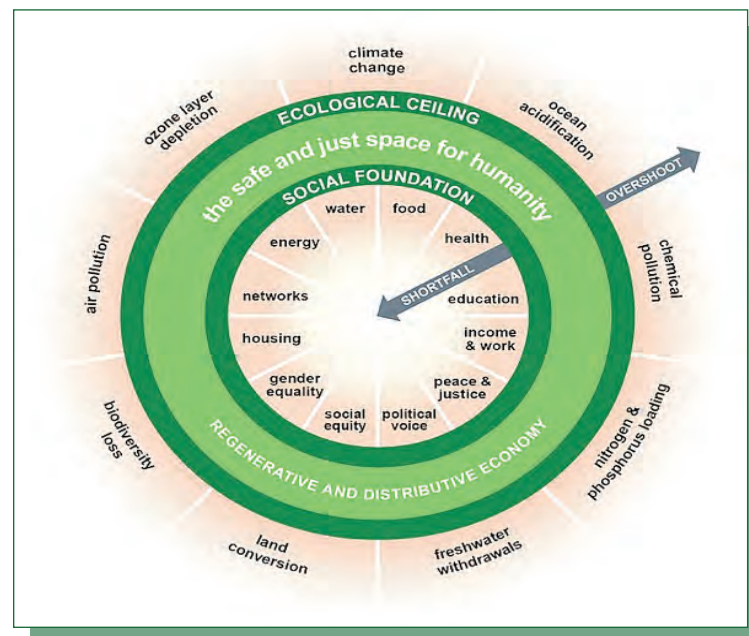 climate
change
ozone layer
depletion
ocean
acidification
ECOLOGICAL CEILING
the safe and just space for humanity
OVERSHOOT
SOCIAL FOUNDATION
water
food
energy
health
SHORTFALL
air pollution
chemical
pollution
networks
education
housing
income
& work
gender
equality
peace &
justice
social
equity
political
voice
REGENERATIVE AND DISTRIBUTIVE ECONOMY
biodiversity
loss
nitrogen &
phosphorus loading
land
conversion
freshwater
withdrawals